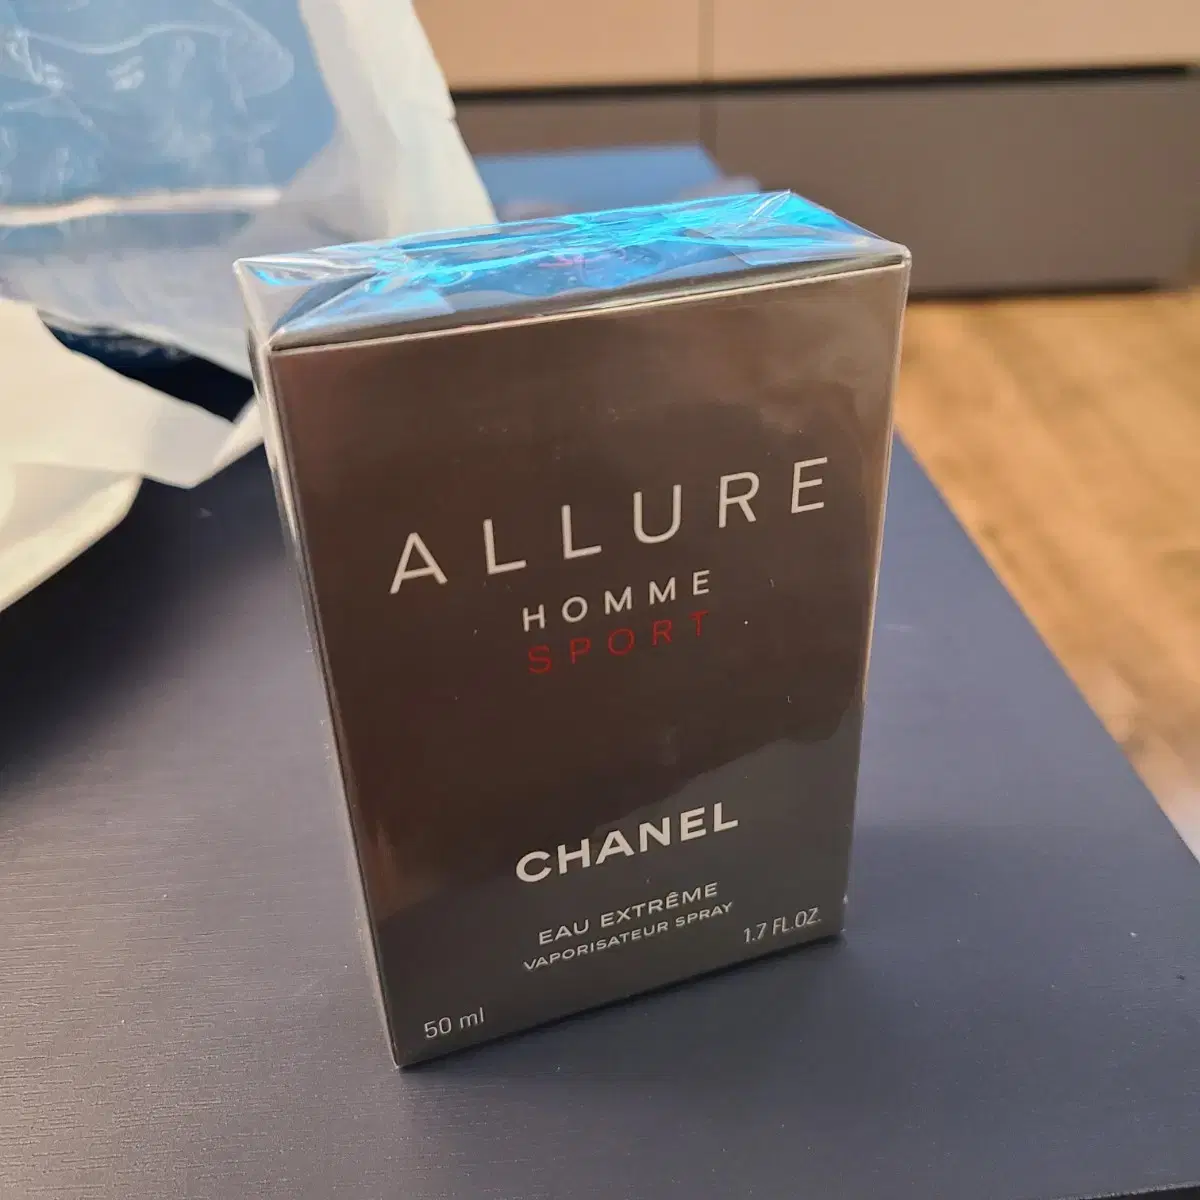 ALLURE
HOMME
SPORT
CHANEL
EAU EXTRÊME
VAPORISATEUR SPRAY
50 ml
1.7 FL.OZ.